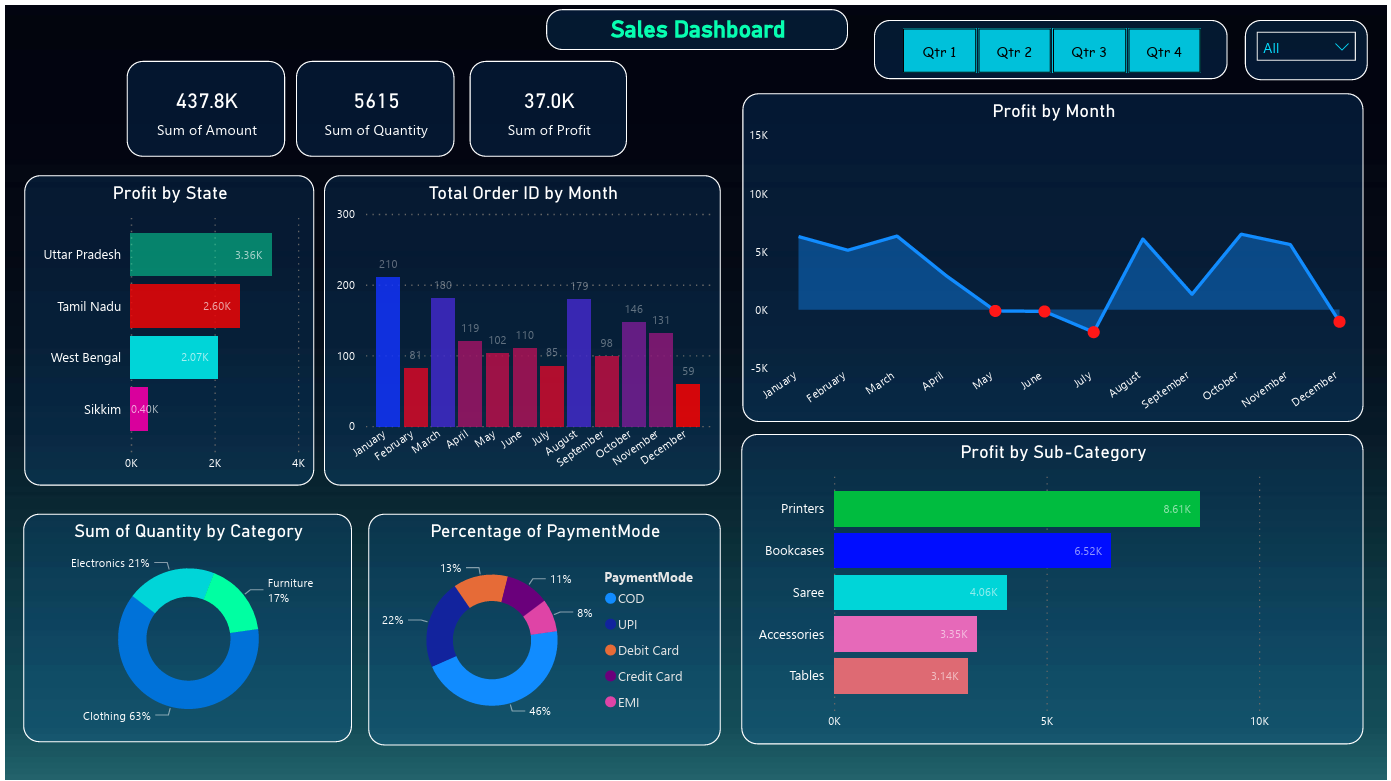 Sales Dashboard
Qtr 1
Qtr 2
Qtr 3
Qtr 4
All
437.8K
Sum of Amount
5615
Sum of Quantity
37.0K
Sum of Profit
Profit by State
Uttar Pradesh
3.36K
Tamil Nadu
2.60K
West Bengal
2.07K
Sikkim
0.40K
0K
2K
4K
Total Order ID by Month
300
200
100
0
210
81
180
119
102
110
85
179
98
146
131
59
January
February
March
April
May
June
July
August
September
October
November
December
Profit by Month
15K
10K
5K
0K
-5K
January
February
March
April
May
June
July
August
September
October
November
December
Sum of Quantity by Category
Electronics 21%
Furniture
17%
Clothing 63%
Percentage of PaymentMode
13%
11%
8%
22%
46%
PaymentMode
COD
UPI
Debit Card
Credit Card
EMI
Profit by Sub-Category
Printers
8.61K
Bookcases
6.52K
Saree
4.06K
Accessories
3.35K
Tables
3.14K
0K
5K
10K